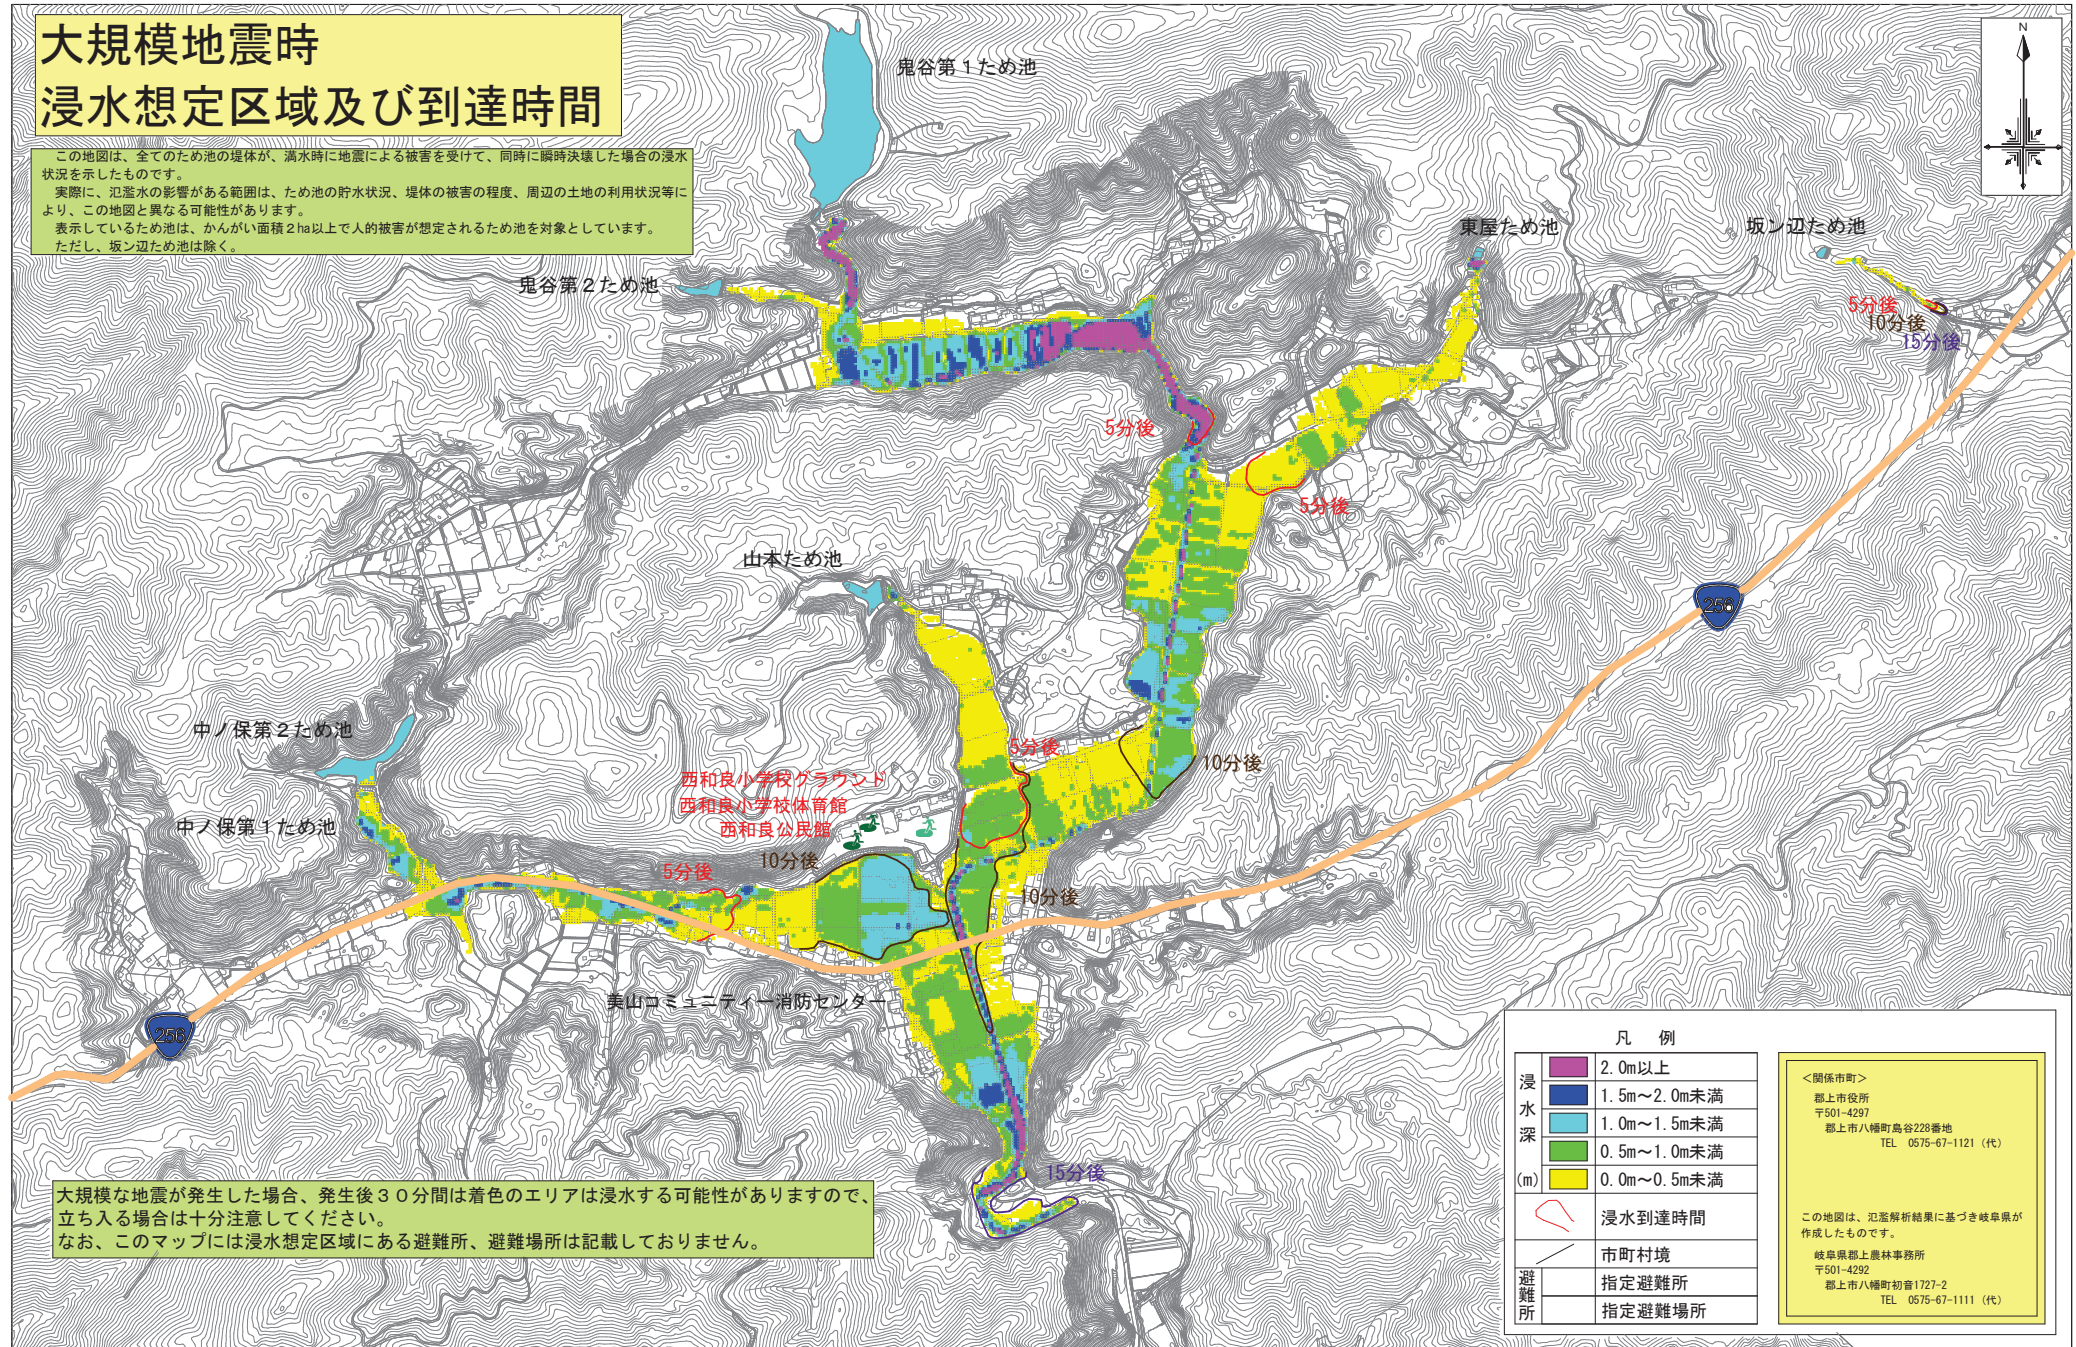 大規模地震時
浸水想定区域及び到達時間
この地図は、全てのため池の堤体が、満水時に地震による被害を受けて、同時に瞬時決壊した場合の浸水
状況を示したものです。
実際に、氾濫水の影響がある範囲は、ため池の貯水状況、堤体の被害の程度、周辺の土地の利用状況等に
より、この地図と異なる可能性があります。
表示しているため池は、かんがい面積2ha以上で人的被害が想定されるため池を対象としています。
ただし、坂ン辺ため池は除く。
鬼谷第1ため池
N
東屋ため池
坂ン辺ため池
鬼谷第2ため池
5分後
10分後
15分後
5分後
5分後
山本ため池
256
中ノ保第2ため池
5分後
10分後
西和良小学校グラウンド
西和良小学校体育館
西和良公民館
中ノ保第1ため池
10分後
5分後
10分後
美山コミュニティー消防センター
256
15分後
大規模な地震が発生した場合、発生後30分間は着色のエリアは浸水する可能性がありますので、
立ち入る場合は十分注意してください。
なお、このマップには浸水想定区域にある避難所、避難場所は記載しておりません。
凡 例
浸水深(m)
2.0m以上
1.5m～2.0m未満
1.0m～1.5m未満
0.5m～1.0m未満
0.0m～0.5m未満
浸水到達時間
市町村境
避難所
指定避難所
指定避難場所
＜関係市町＞
郡上市役所
〒501-4297
郡上市八幡町島谷228番地
TEL 0575-67-1121（代）
この地図は、氾濫解析結果に基づき岐阜県が
作成したものです。
岐阜県郡上農林事務所
〒501-4292
郡上市八幡町初音1727-2
TEL 0575-67-1111（代）